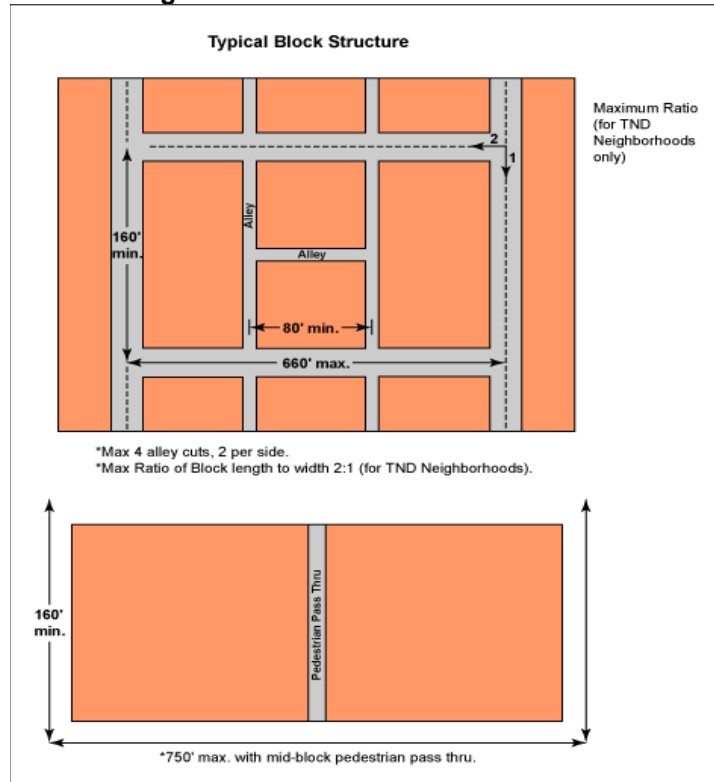 Typical Block Structure
Maximum Ratio
(for TND
Neighborhoods
only)
2
1
Alley
160'
min.
Alley
80' min.
660' max.
*Max 4 alley cuts, 2 per side.
*Max Ratio of Block length to width 2:1 (for TND Neighborhoods).
Pedestrian Pass Thru
160'
min.
*750' max. with mid-block pedestrian pass thru.